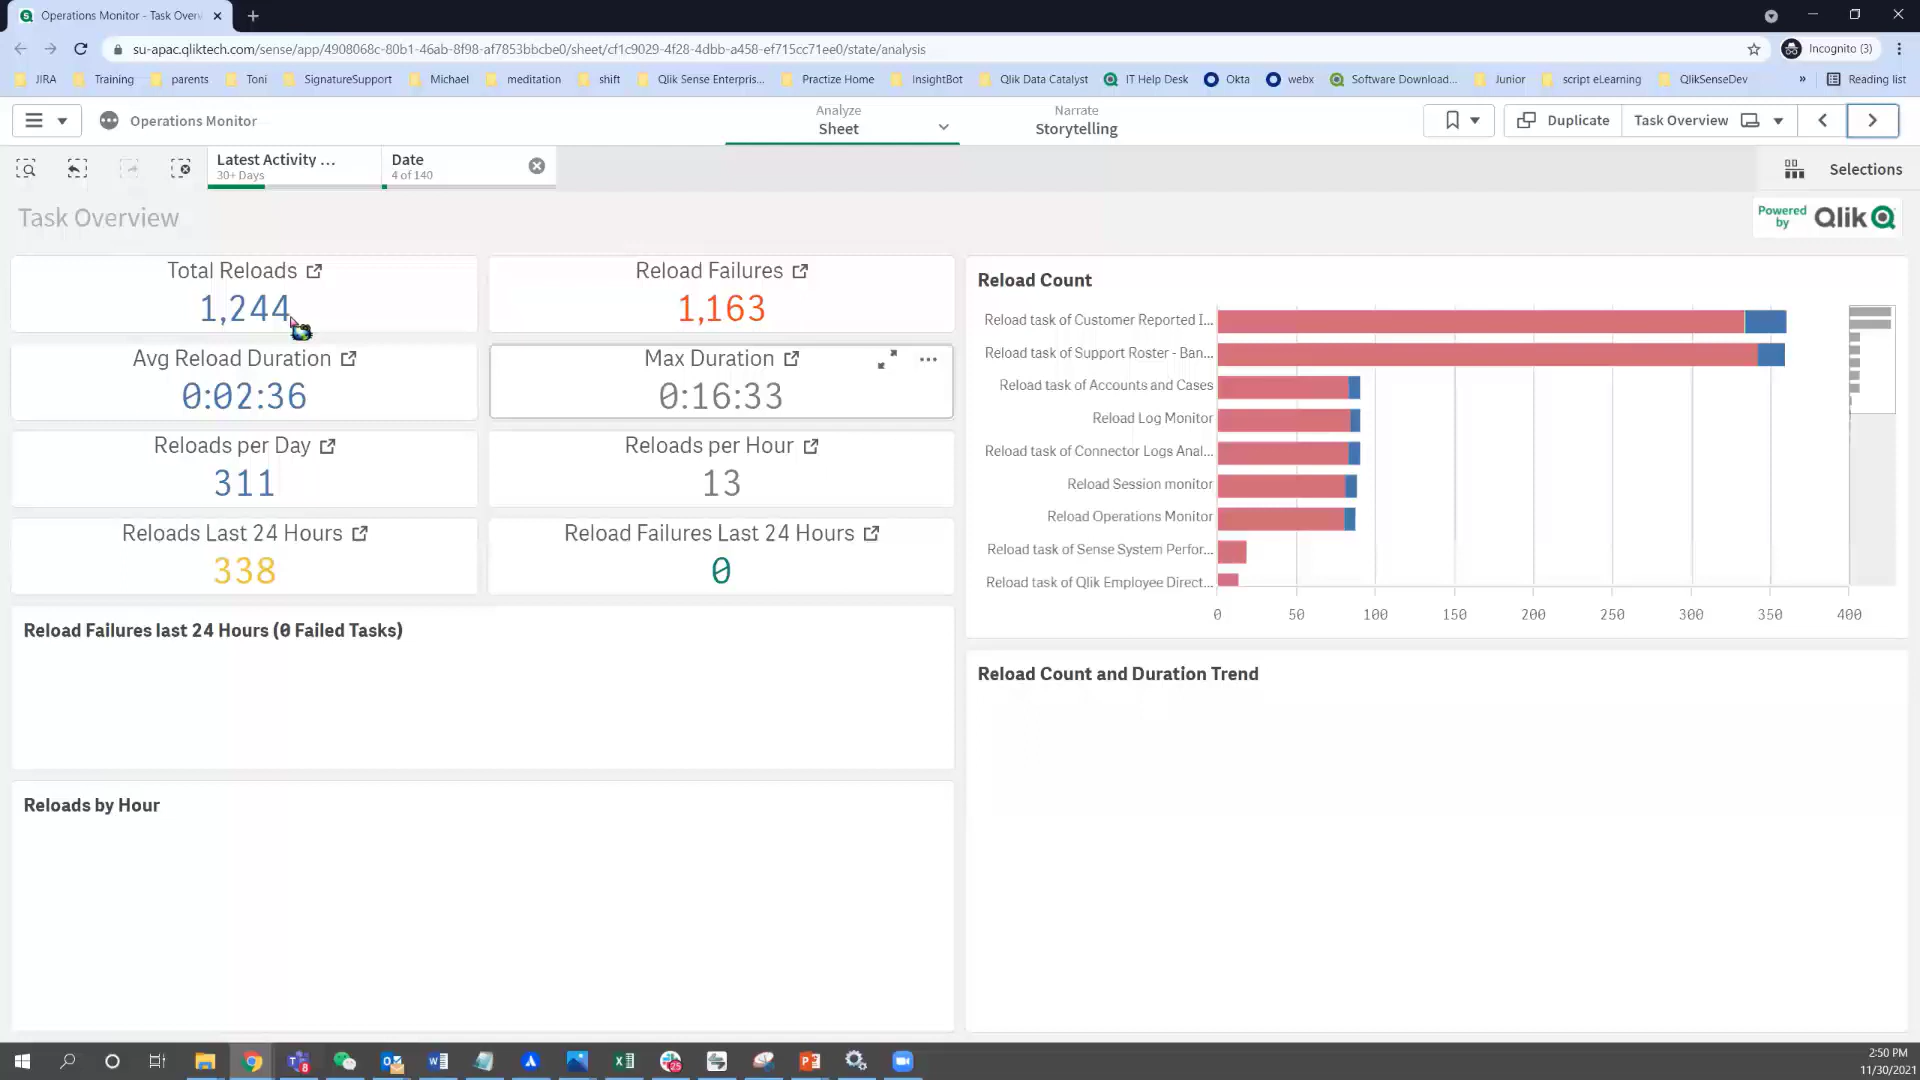 Operations Monitor - Task Over
su-apac.qliktech.com/sense/app/4908068c-80b1-46ab-8f98-af7853bbcbe0/sheet/cf1c9029-4f28-4dbb-a458-ef715cc71ee0/state/analysis
Incognito (3)
JIRA Training parents Toni SignatureSupport Michael meditation shift Qlik Sense Enterpris... Practize Home InsightBot Qlik Data Catalyst IT Help Desk Okta webx Software Download... Junior script eLearning QlikSenseDev » Reading list
Operations Monitor
Analyze
Sheet
Narrate
Storytelling
Duplicate
Task Overview
Latest Activity ...
30+ Days
Date
4 of 140
Selections
Task Overview
Powered by Qlik
Total Reloads
1,244
Reload Failures
1,163
Avg Reload Duration
0:02:36
Max Duration
0:16:33
Reloads per Day
311
Reloads per Hour
13
Reloads Last 24 Hours
338
Reload Failures Last 24 Hours
0
Reload Failures last 24 Hours (0 Failed Tasks)
Reloads by Hour
Reload Count
Reload task of Customer Reported I...
Reload task of Support Roster - Ban...
Reload task of Accounts and Cases
Reload Log Monitor
Reload task of Connector Logs Anal...
Reload Session monitor
Reload Operations Monitor
Reload task of Sense System Perfor...
Reload task of Qlik Employee Direct...
0 50 100 150 200 250 300 350 400
Reload Count and Duration Trend
2:50 PM
11/30/2021